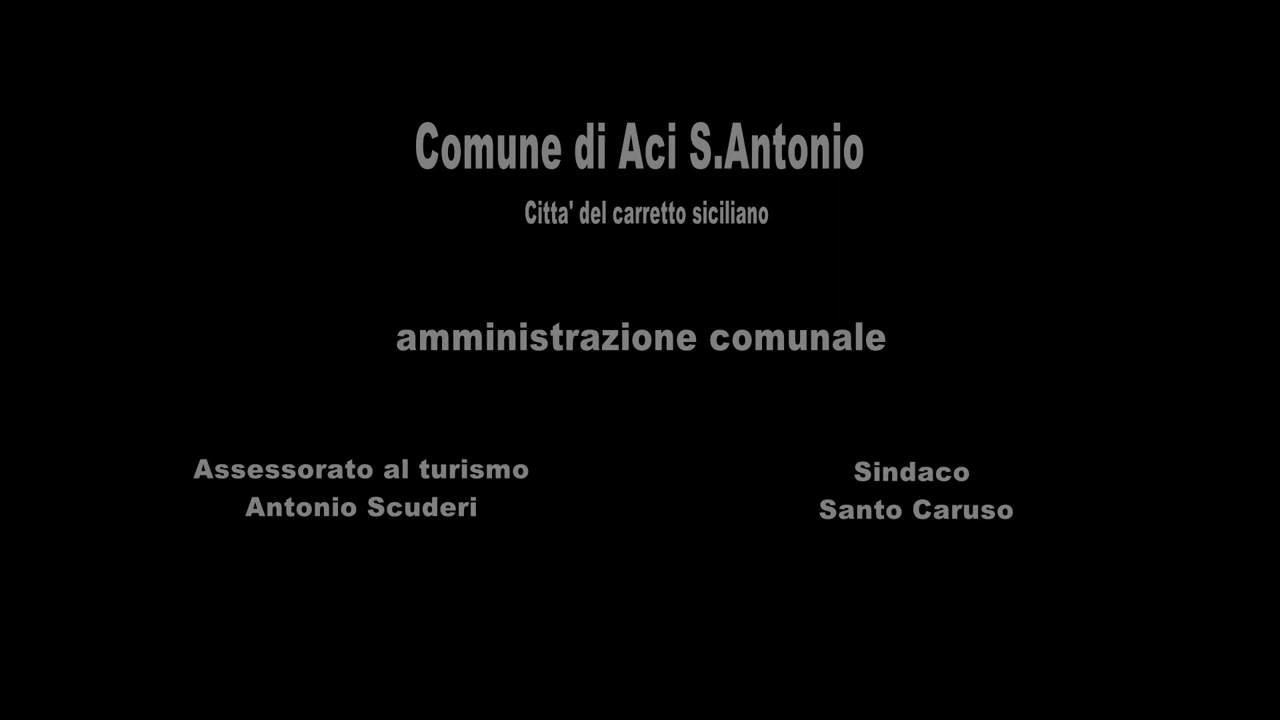 Comune di Aci S.Antonio
Citta' del carretto siciliano
amministrazione comunale
Assessorato al turismo
Antonio Scuderi
Sindaco
Santo Caruso